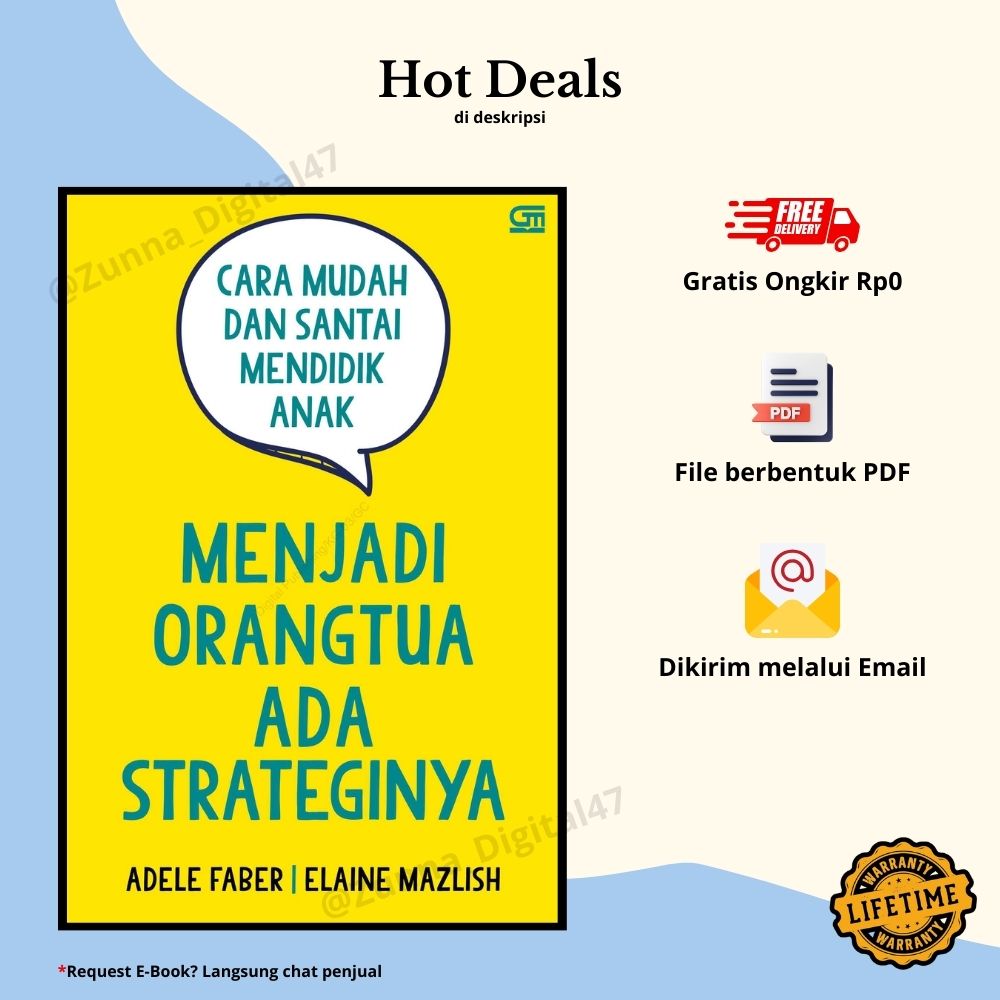 Hot Deals
di deskripsi
@Zunna_Digital47
GM
CARA MUDAH
DAN SANTAI
MENDIDIK
ANAK
MENJADI
ORANGTUA
ADA
STRATEGINYA
ADELE FABER | ELAINE MAZLISH
@Zunna_Digital47
*Request E-Book? Langsung chat penjual
FREE
DELIVERY
Gratis Ongkir Rp0
PDF
File berbentuk PDF
@
Dikirim melalui Email
WARRANTY
LIFETIME
WARRANTY